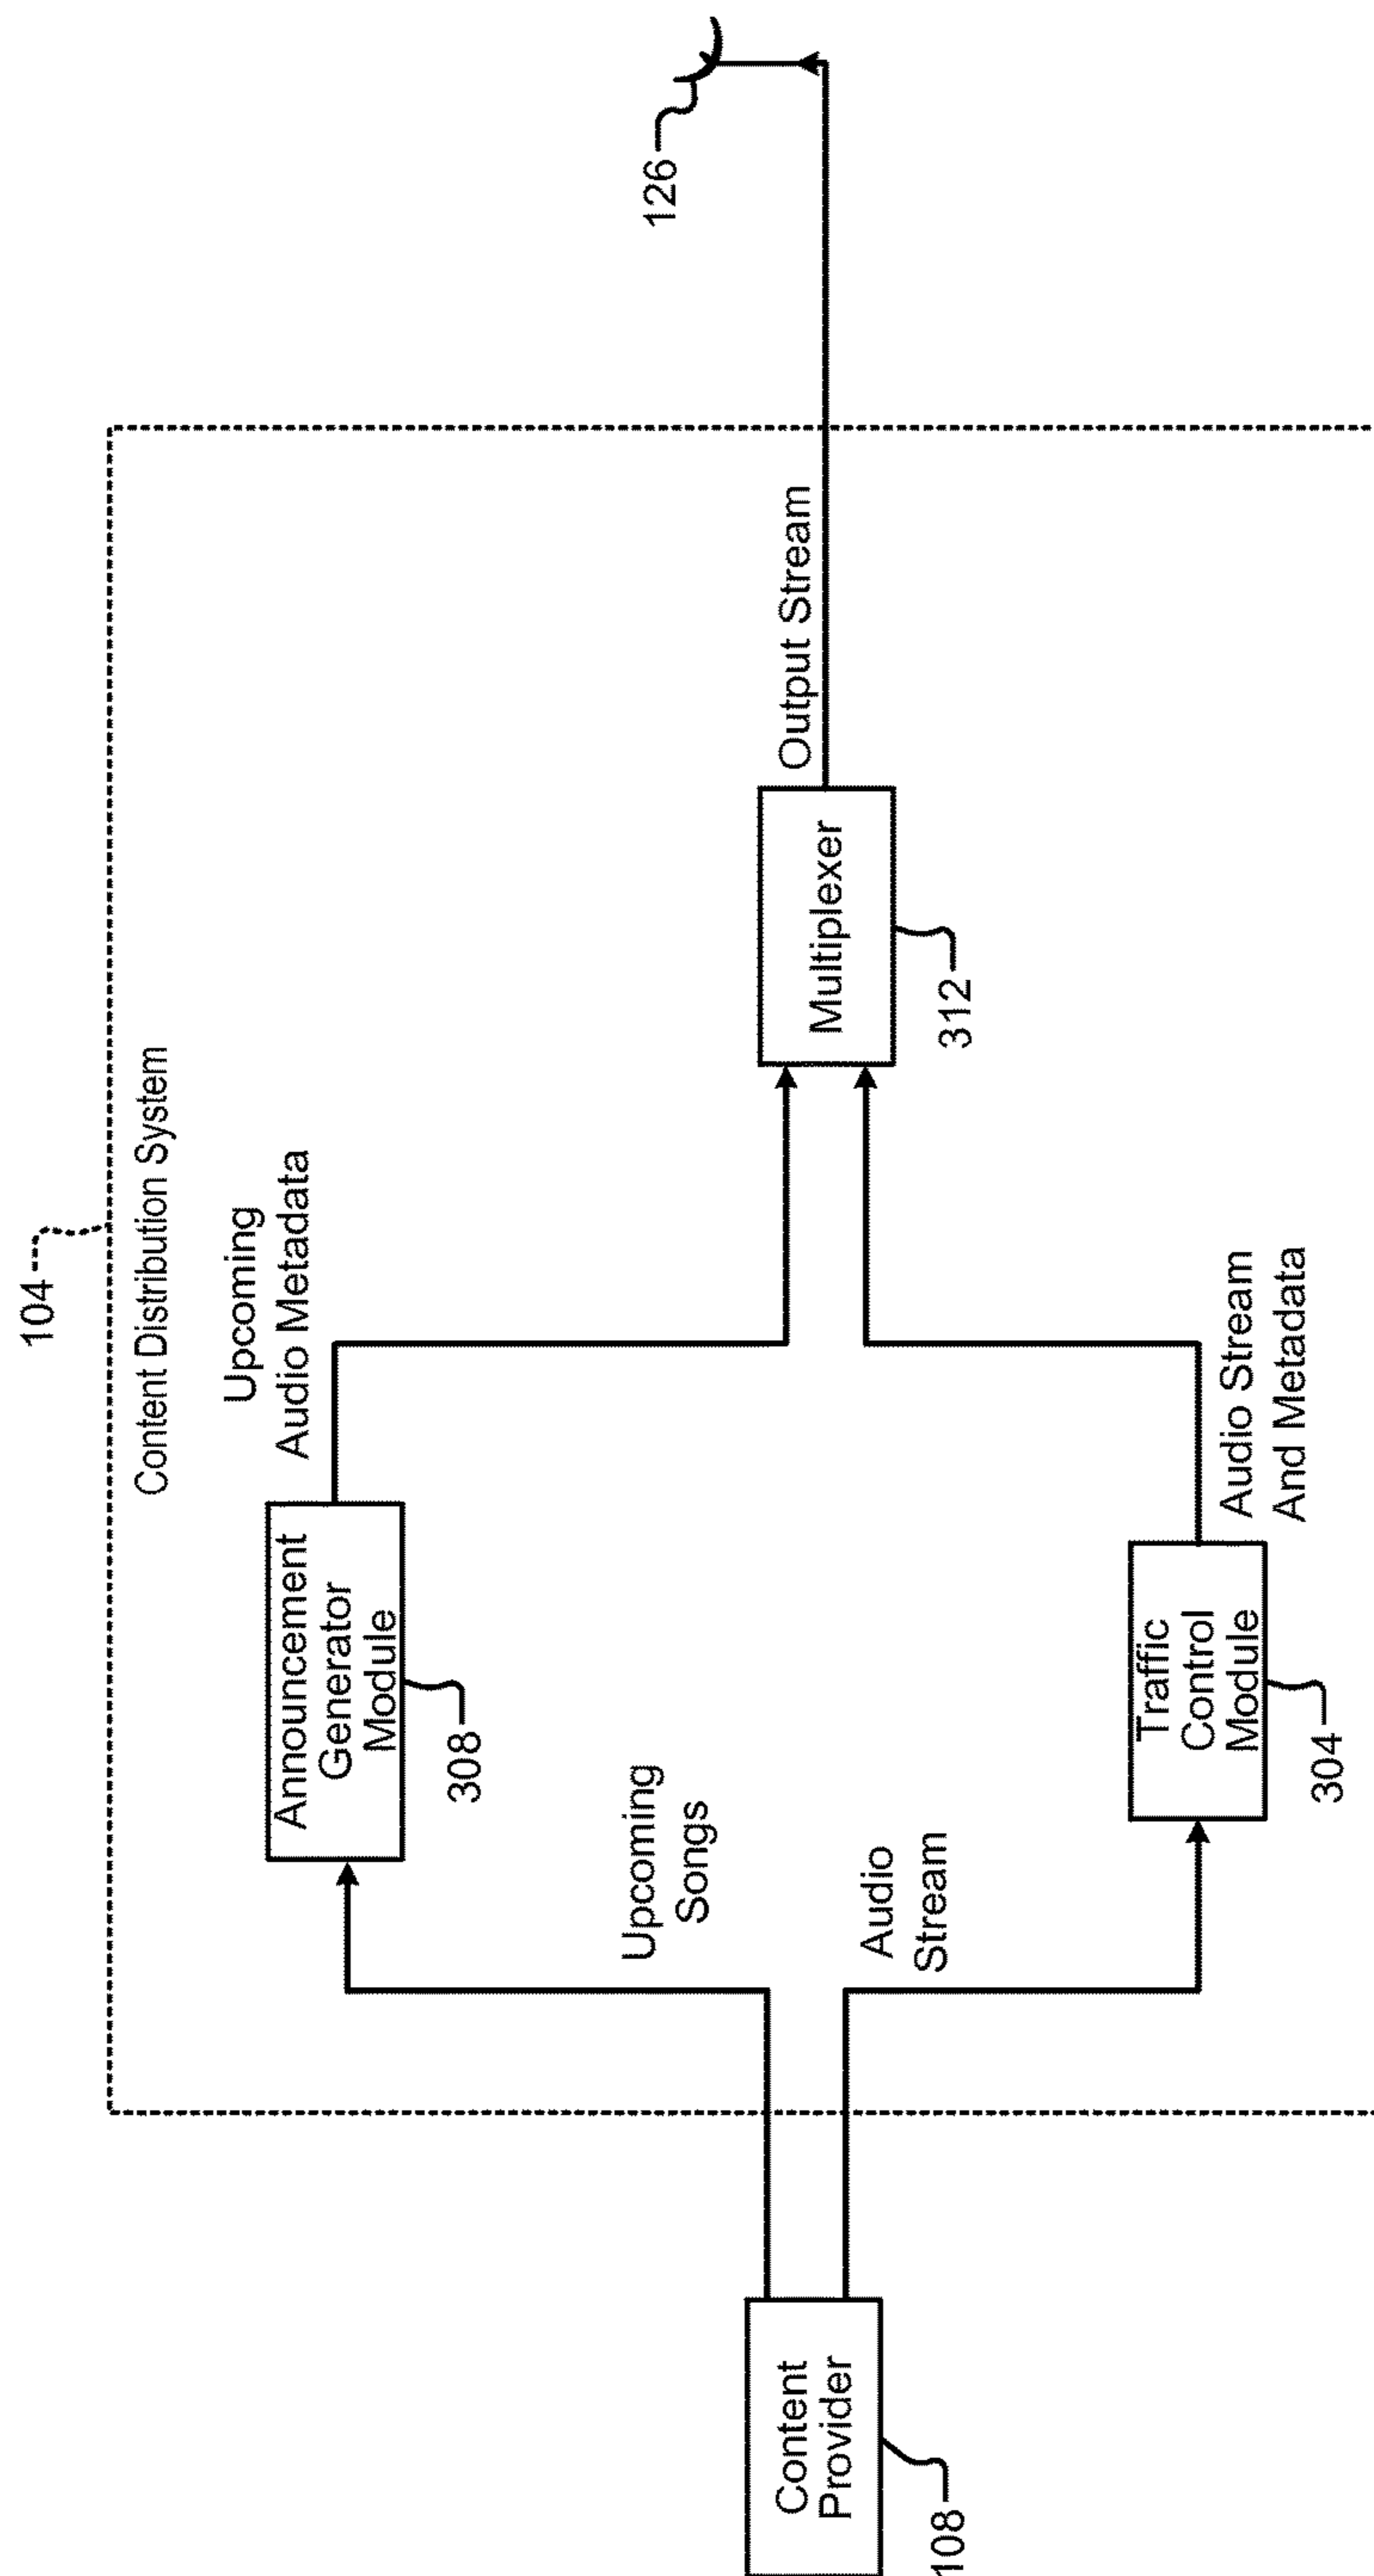 104
Content Distribution System
Upcoming
Audio Metadata
Announcement
Generator
Module
308
Upcoming
Songs
Content
Provider
108
Audio
Stream
Traffic
Control
Module
304
Audio Stream
And Metadata
Multiplexer
312
Output Stream
126